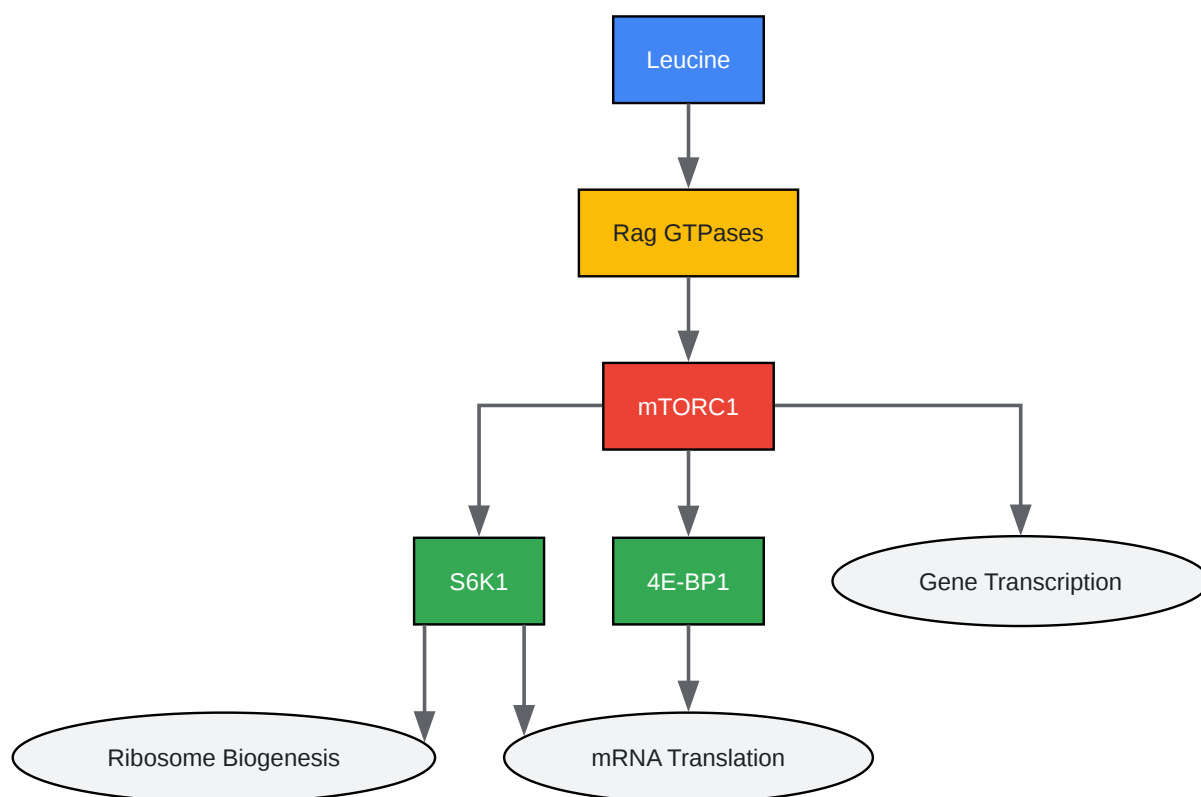 Leucine
Rag GTPases
mTORC1
S6K1
4E-BP1
Gene Transcription
Ribosome Biogenesis
mRNA Translation